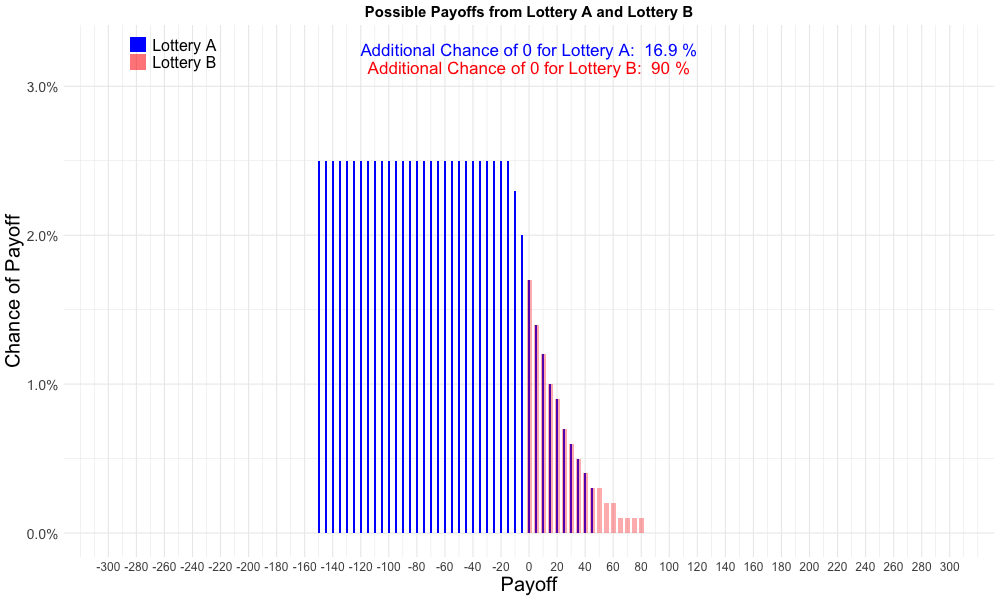 Possible Payoffs from Lottery A and Lottery B
Lottery A
Lottery B
Additional Chance of 0 for Lottery A: 16.9 %
Additional Chance of 0 for Lottery B: 90 %
Chance of Payoff
3.0%
2.0%
1.0%
0.0%
-300 -280 -260 -240 -220 -200 -180 -160 -140 -120 -100 -80 -60 -40 -20 0 20 40 60 80 100 120 140 160 180 200 220 240 260 280 300
Payoff